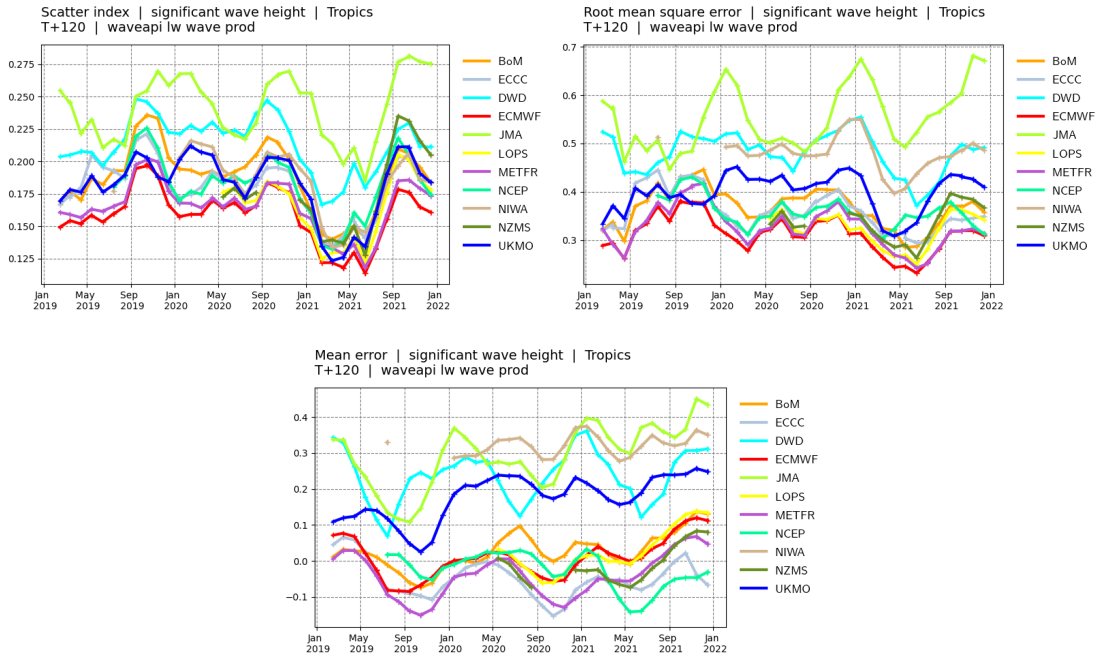 Scatter index | significant wave height | Tropics
T+120 | waveapi lw wave prod
0.275
0.250
0.225
0.200
0.175
0.150
0.125
Jan 2019
May 2019
Sep 2019
Jan 2020
May 2020
Sep 2020
Jan 2021
May 2021
Sep 2021
Jan 2022
BoM
ECCC
DWD
ECMWF
JMA
LOPS
METFR
NCEP
NIWA
NZMS
UKMO
Root mean square error | significant wave height | Tropics
T+120 | waveapi lw wave prod
0.7
0.6
0.5
0.4
0.3
Jan 2019
May 2019
Sep 2019
Jan 2020
May 2020
Sep 2020
Jan 2021
May 2021
Sep 2021
Jan 2022
BoM
ECCC
DWD
ECMWF
JMA
LOPS
METFR
NCEP
NIWA
NZMS
UKMO
Mean error | significant wave height | Tropics
T+120 | waveapi lw wave prod
0.4
0.3
0.2
0.1
0.0
−0.1
Jan 2019
May 2019
Sep 2019
Jan 2020
May 2020
Sep 2020
Jan 2021
May 2021
Sep 2021
Jan 2022
BoM
ECCC
DWD
ECMWF
JMA
LOPS
METFR
NCEP
NIWA
NZMS
UKMO